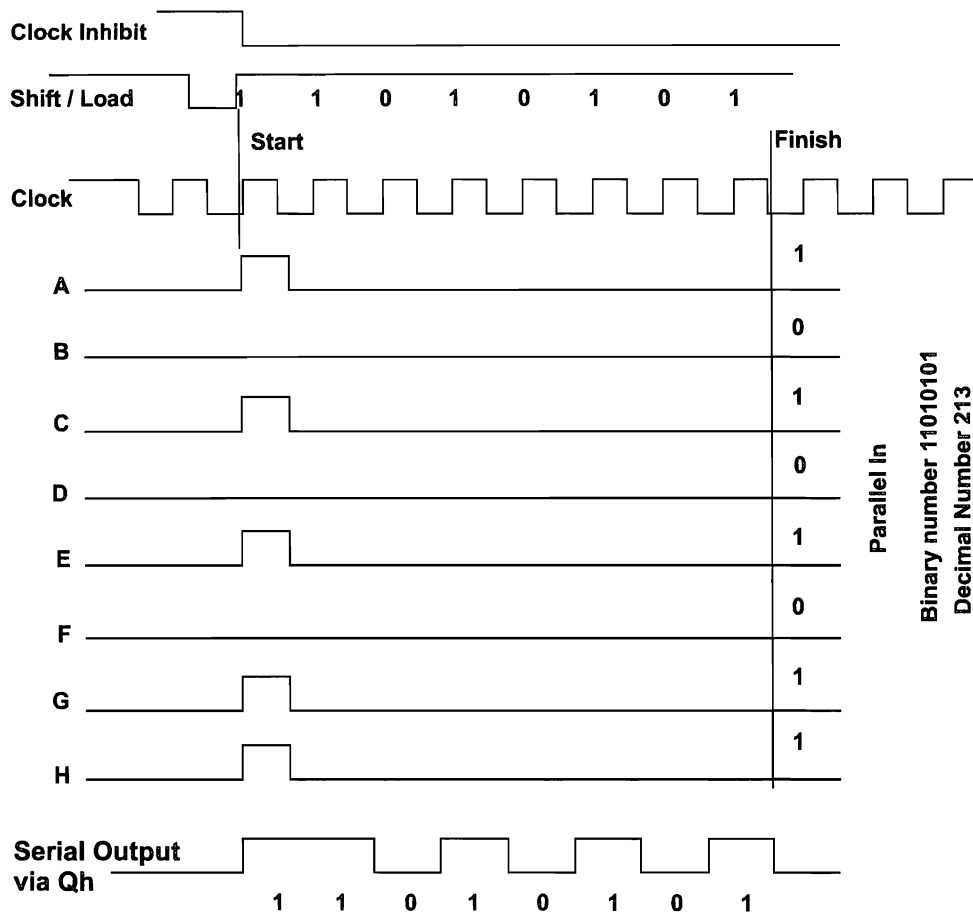 Clock Inhibit
Shift / Load 1 1 0 1 0 1 0 1
Start Finish
Clock
A 1
B 0
C 1
D 0
E 1
F 0
G 1
H 1
Parallel In
Binary number 11010101
Decimal Number 213
Serial Output
via Qh
1 1 0 1 0 1 0 1